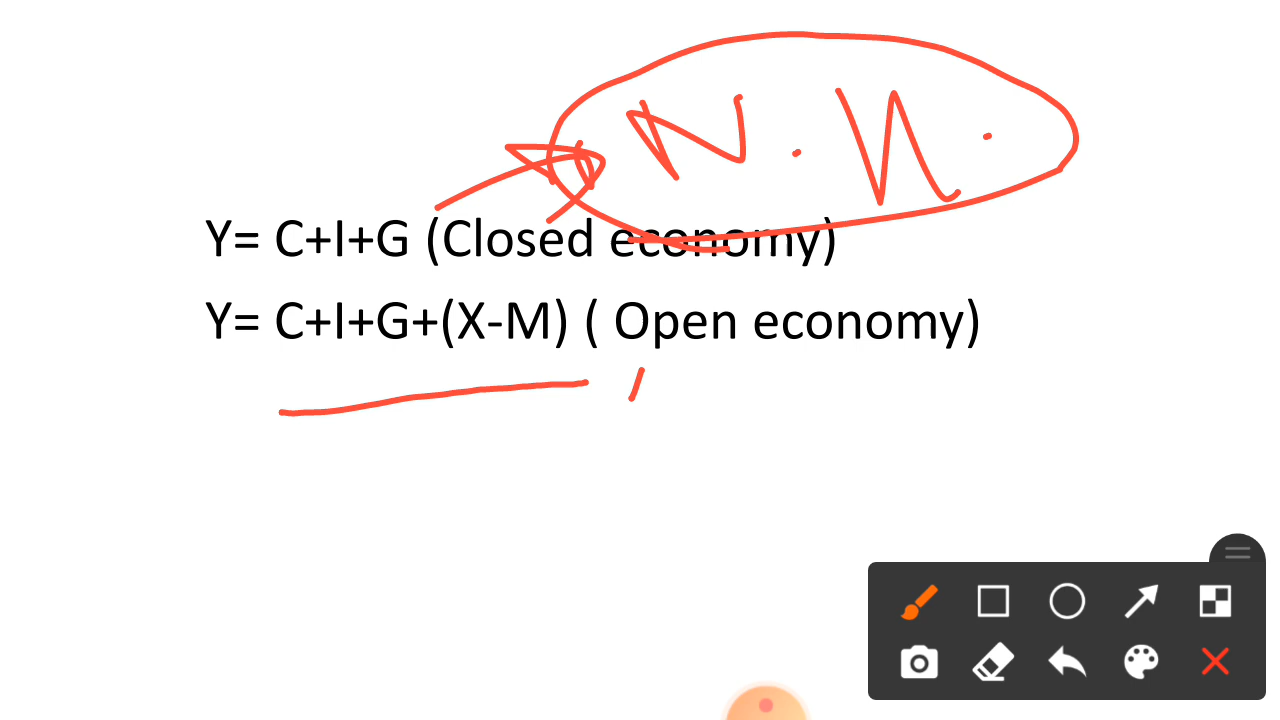 N. N.
Y= C+I+G (Closed economy)
Y= C+I+G+(X-M) ( Open economy)